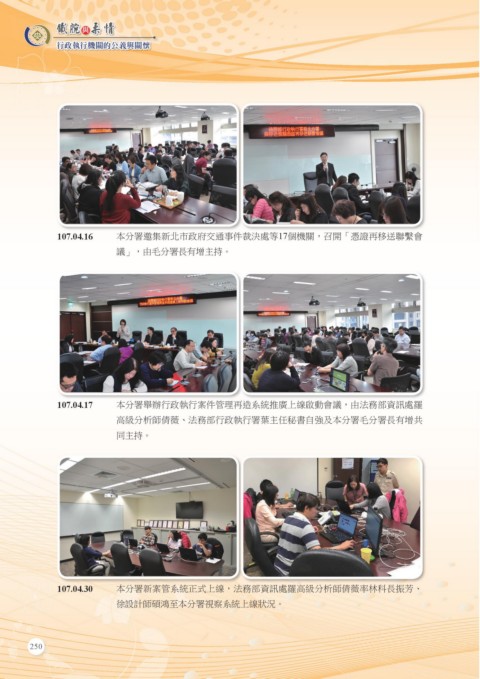 鐵腕與柔情
行政執行機關的公義與關懷
107.04.16 本分署邀集新北市政府交通事件裁決處等17個機關，召開「憑證再移送聯繫會
議」，由毛分署長有增主持。
107.04.17 本分署舉辦行政執行案件管理再造系統推廣上線啟動會議，由法務部資訊處羅
高級分析師倩薇、法務部行政執行署葉主任秘書自強及本分署毛分署長有增共
同主持。
107.04.30 本分署新案管系統正式上線，法務部資訊處羅高級分析師倩薇率林科長振芳、
徐設計師碩鴻至本分署視察系統上線狀況。
250